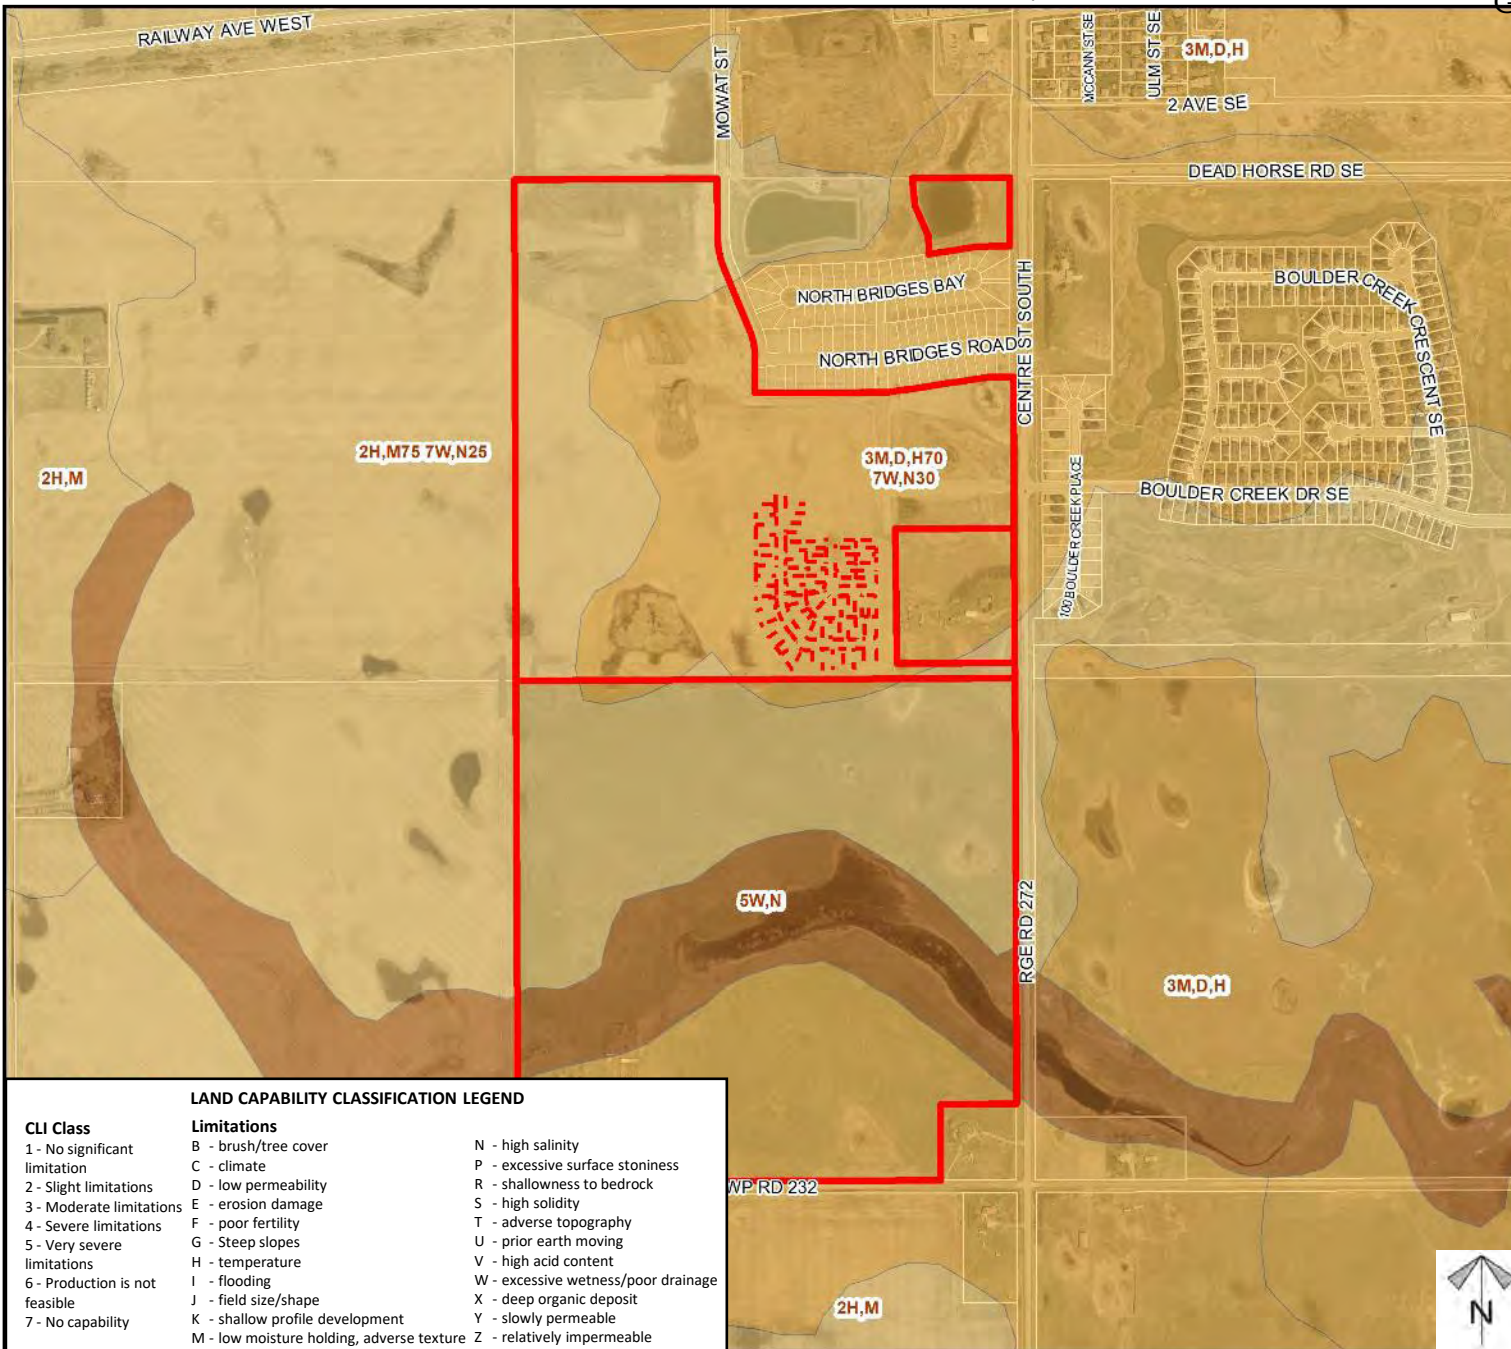 RAILWAY AVE WEST
MOWAT ST
MCCANN ST SE
ULM ST SE
3M,D,H
2 AVE SE
DEAD HORSE RD SE
NORTH BRIDGES BAY
CENTRE ST SOUTH
BOULDER CREEK CRESCENT SE
NORTH BRIDGES ROAD
2H,M75 7W,N25
3M,D,H70
7W,N30
2H,M
100 BOULDER CREEK PLACE
BOULDER CREEK DR SE
5W,N
RGE RD 272
3M,D,H
WP RD 232
2H,M
N
LAND CAPABILITY CLASSIFICATION LEGEND
CLI Class
1 - No significant
limitation
2 - Slight limitations
3 - Moderate limitations
4 - Severe limitations
5 - Very severe
limitations
6 - Production is not
feasible
7 - No capability
Limitations
B - brush/tree cover
C - climate
D - low permeability
E - erosion damage
F - poor fertility
G - Steep slopes
H - temperature
I - flooding
J - field size/shape
K - shallow profile development
M - low moisture holding, adverse texture
N - high salinity
P - excessive surface stoniness
R - shallowness to bedrock
S - high solidity
T - adverse topography
U - prior earth moving
V - high acid content
W - excessive wetness/poor drainage
X - deep organic deposit
Y - slowly permeable
Z - relatively impermeable